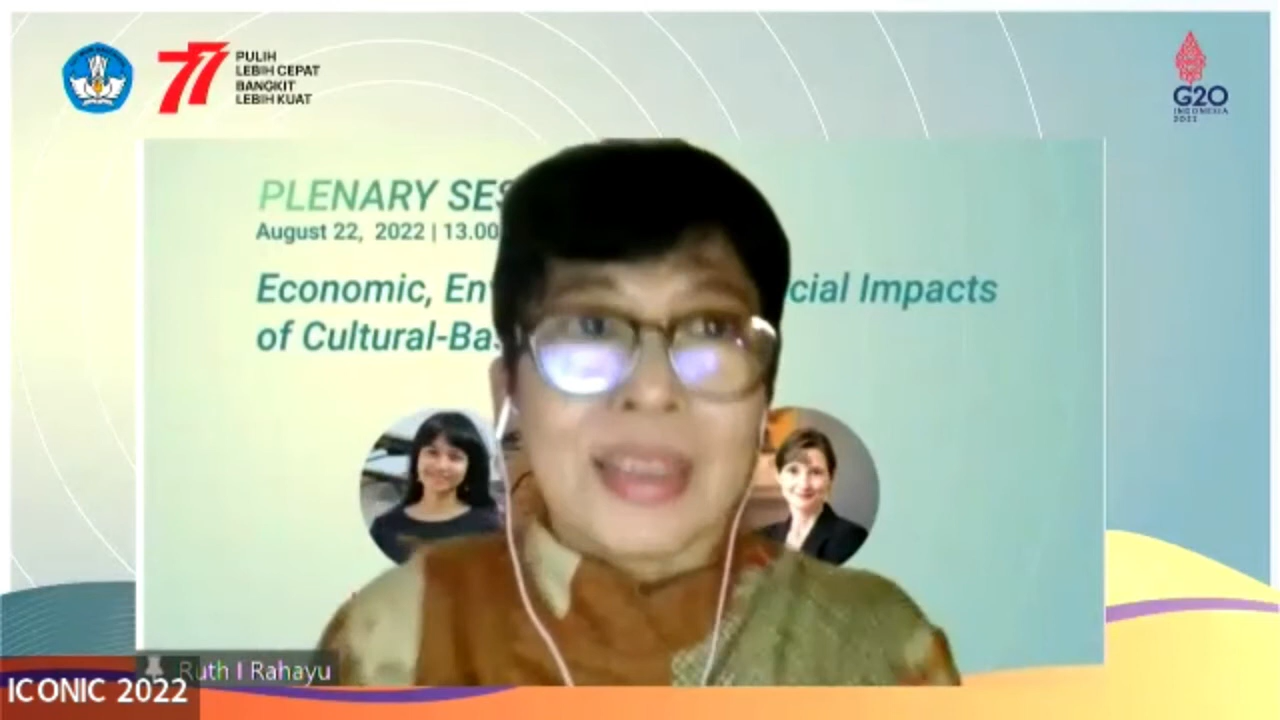 PULIH
LEBIH CEPAT
BANGKIT
LEBIH KUAT
77
G20
INDONESIA
2022
PLENARY SES
August 22, 2022 | 13.00
Economic, En cial Impacts
of Cultural-Bas
Ruth I Rahayu
ICONIC 2022